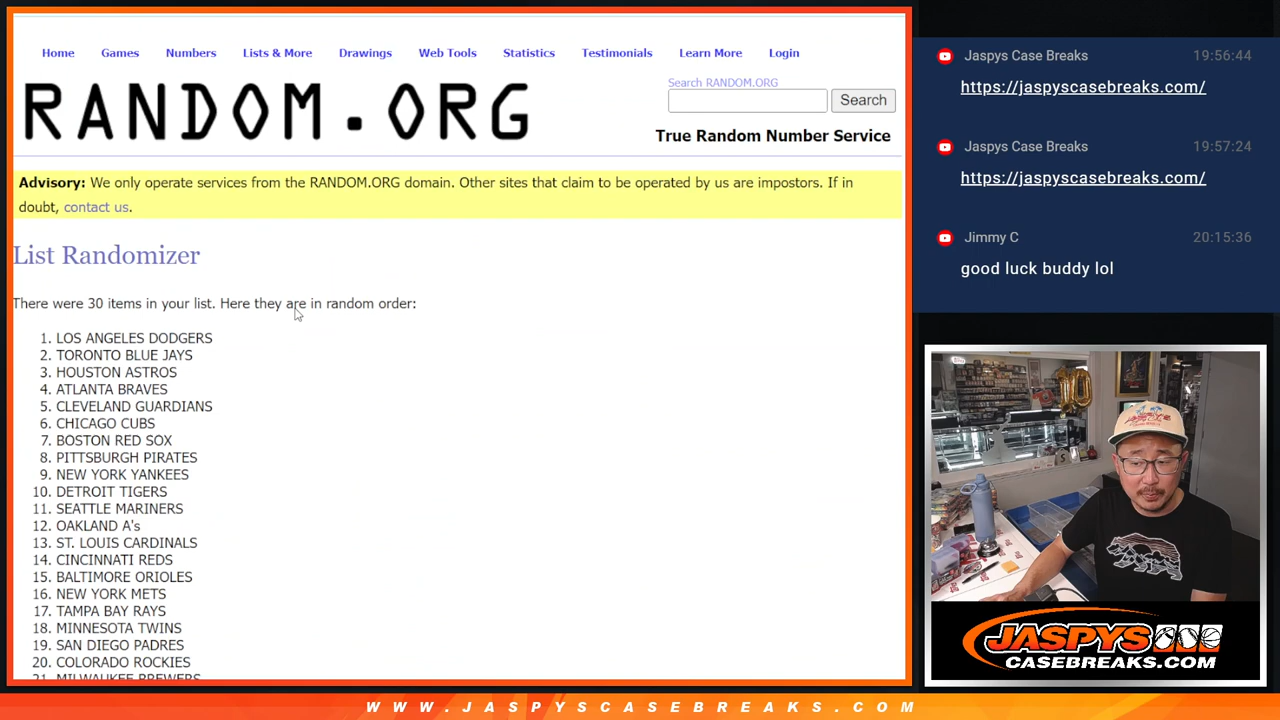 Home Games Numbers Lists & More Drawings Web Tools Statistics Testimonials Learn More Login
RANDOM.ORG
Search RANDOM.ORG
Search
True Random Number Service
Advisory: We only operate services from the RANDOM.ORG domain. Other sites that claim to be operated by us are impostors. If in
doubt, contact us.
List Randomizer
There were 30 items in your list. Here they are in random order:
1. LOS ANGELES DODGERS
2. TORONTO BLUE JAYS
3. HOUSTON ASTROS
4. ATLANTA BRAVES
5. CLEVELAND GUARDIANS
6. CHICAGO CUBS
7. BOSTON RED SOX
8. PITTSBURGH PIRATES
9. NEW YORK YANKEES
10. DETROIT TIGERS
11. SEATTLE MARINERS
12. OAKLAND A's
13. ST. LOUIS CARDINALS
14. CINCINNATI REDS
15. BALTIMORE ORIOLES
16. NEW YORK METS
17. TAMPA BAY RAYS
18. MINNESOTA TWINS
19. SAN DIEGO PADRES
20. COLORADO ROCKIES
21. MILWAUKEE BREWERS
Jaspys Case Breaks 19:56:44
https://jaspyscasebreaks.com/
Jaspys Case Breaks 19:57:24
https://jaspyscasebreaks.com/
Jimmy C 20:15:36
good luck buddy lol
10
JASPYS
CASEBREAKS.COM
WWW.JASPYSCASEBREAKS.COM